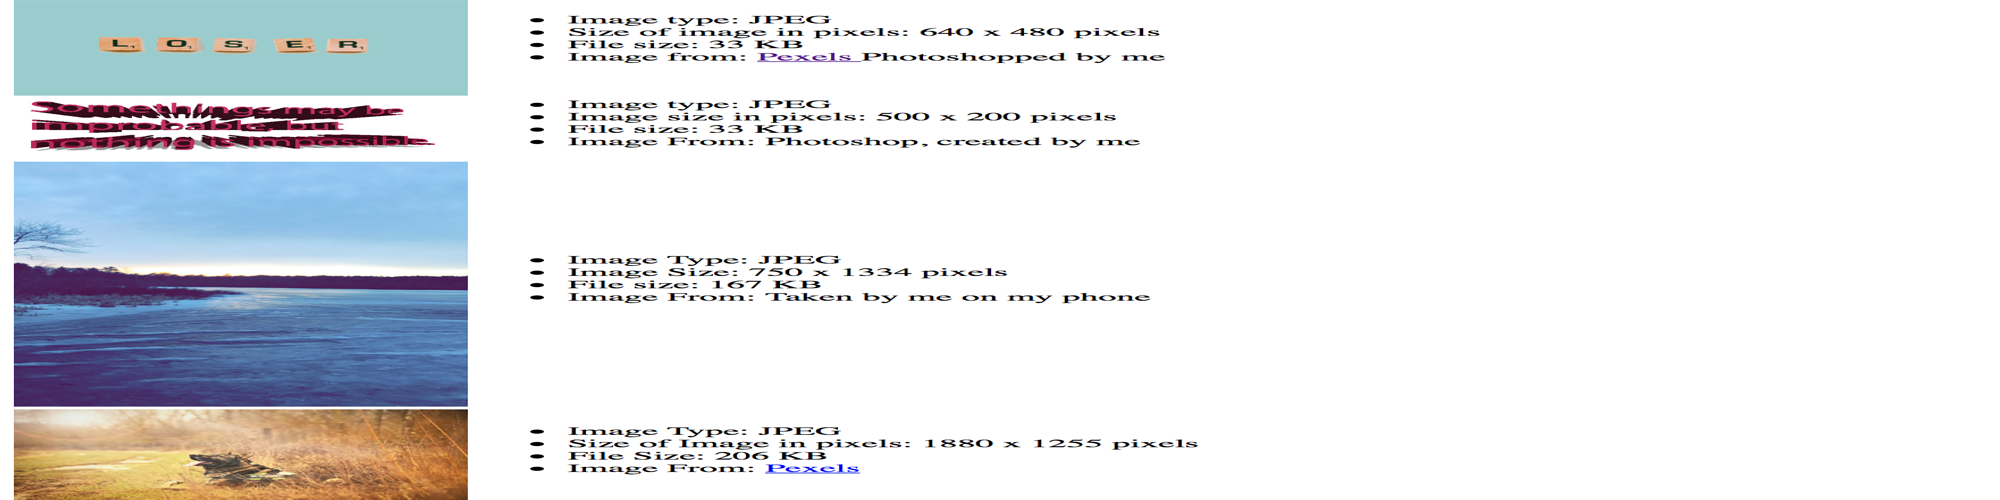 L O S E R
Image type: JPEG
Size of image in pixels: 640 x 480 pixels
File size: 33 KB
Image from: Pexels Photoshopped by me
Somethings may be
improbable, but
nothing is impossible.
Image type: JPEG
Image size in pixels: 500 x 200 pixels
File size: 33 KB
Image From: Photoshop, created by me
Image Type: JPEG
Image Size: 750 x 1334 pixels
File size: 167 KB
Image From: Taken by me on my phone
Image Type: JPEG
Size of Image in pixels: 1880 x 1255 pixels
File Size: 206 KB
Image From: Pexels